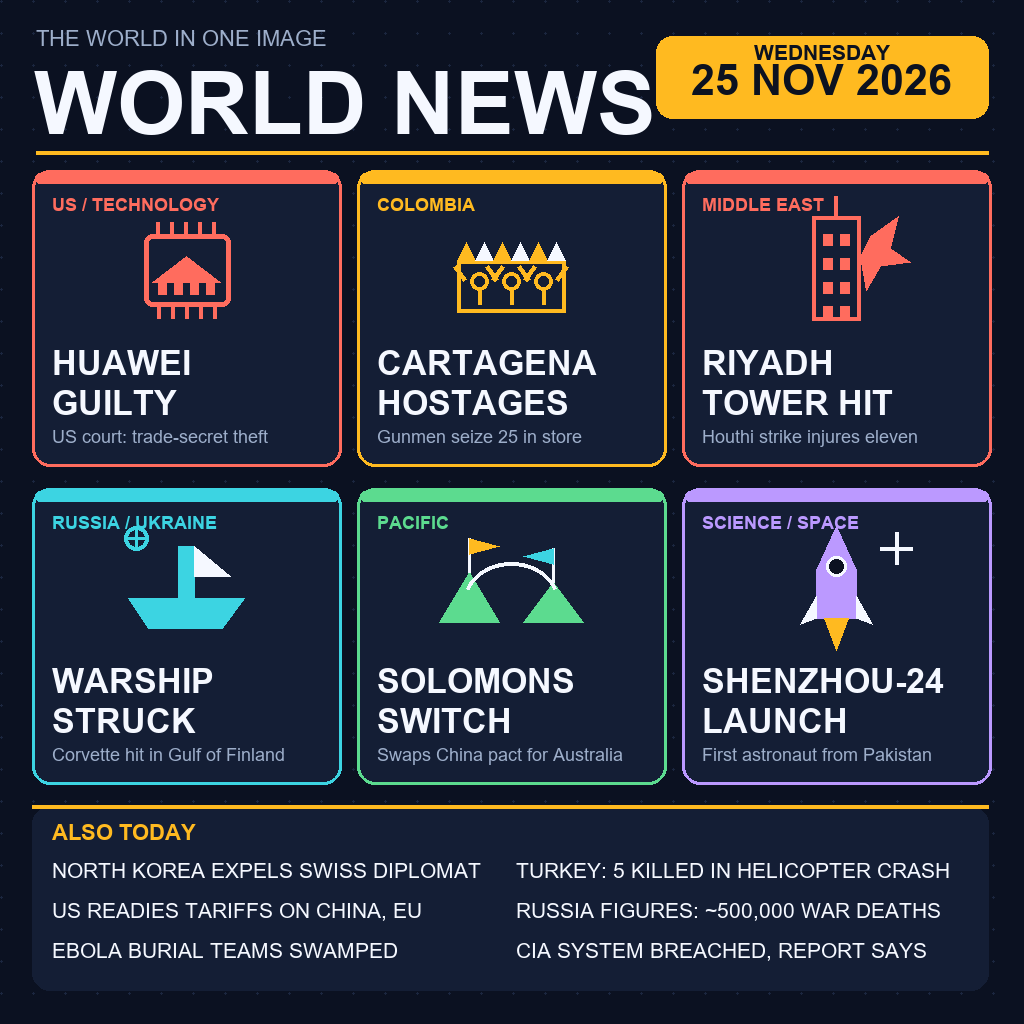 THE WORLD IN ONE IMAGE
WORLD NEWS
WEDNESDAY
25 NOV 2026
US / TECHNOLOGY
HUAWEI
GUILTY
US court: trade-secret theft
COLOMBIA
CARTAGENA
HOSTAGES
Gunmen seize 25 in store
MIDDLE EAST
RIYADH
TOWER HIT
Houthi strike injures eleven
RUSSIA / UKRAINE
WARSHIP
STRUCK
Corvette hit in Gulf of Finland
PACIFIC
SOLOMONS
SWITCH
Swaps China pact for Australia
SCIENCE / SPACE
SHENZHOU-24
LAUNCH
First astronaut from Pakistan
ALSO TODAY
NORTH KOREA EXPELS SWISS DIPLOMAT
US READIES TARIFFS ON CHINA, EU
EBOLA BURIAL TEAMS SWAMPED
TURKEY: 5 KILLED IN HELICOPTER CRASH
RUSSIA FIGURES: ~500,000 WAR DEATHS
CIA SYSTEM BREACHED, REPORT SAYS